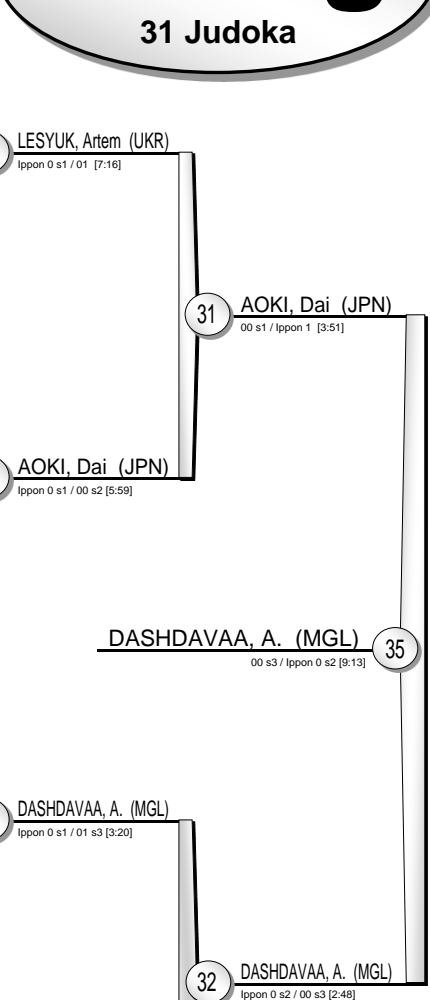 31 Judoka
LESYUK, Artem (UKR)
Ippon 0 s1 / 01 [7:16]
31
AOKI, Dai (JPN)
00 s1 / Ippon 1 [3:51]
AOKI, Dai (JPN)
Ippon 0 s1 / 00 s2 [5:59]
DASHDAVAA, A. (MGL)
35
00 s3 / Ippon 0 s2 [9:13]
DASHDAVAA, A. (MGL)
Ippon 0 s1 / 01 s3 [3:20]
32
DASHDAVAA, A. (MGL)
Ippon 0 s2 / 00 s3 [2:48]